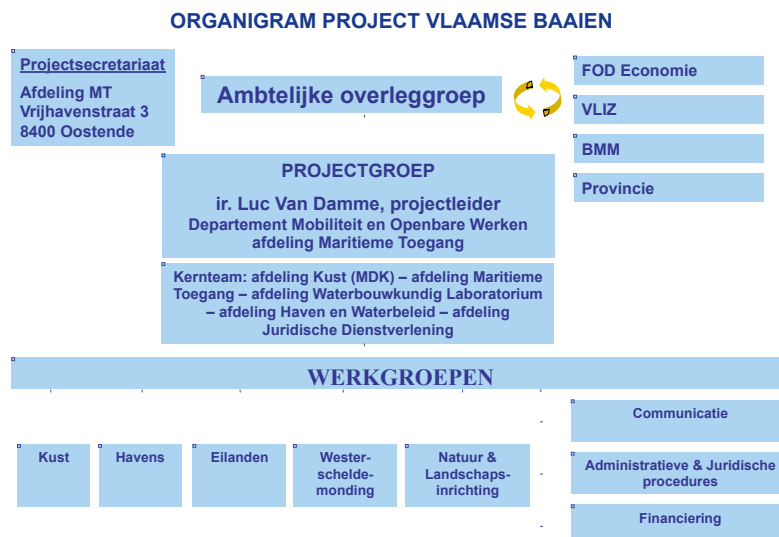 ORGANIGRAM PROJECT VLAAMSE BAAIEN
Projectsecretariaat
Afdeling MT
Vrijhavenstraat 3
8400 Oostende
Ambtelijke overleggroep
FOD Economie
VLIZ
BMM
Provincie
PROJECTGROEP
ir. Luc Van Damme, projectleider
Departement Mobiliteit en Openbare Werken
afdeling Maritieme Toegang
Kernteam: afdeling Kust (MDK) – afdeling Maritieme
Toegang – afdeling Waterbouwkundig Laboratorium
– afdeling Haven en Waterbeleid – afdeling
Juridische Dienstverlening
WERKGROEPEN
Kust
Havens
Eilanden
Wester-
schelde-
monding
Natuur &
Landschaps-
inrichting
Communicatie
Administratieve & Juridische
procedures
Financiering